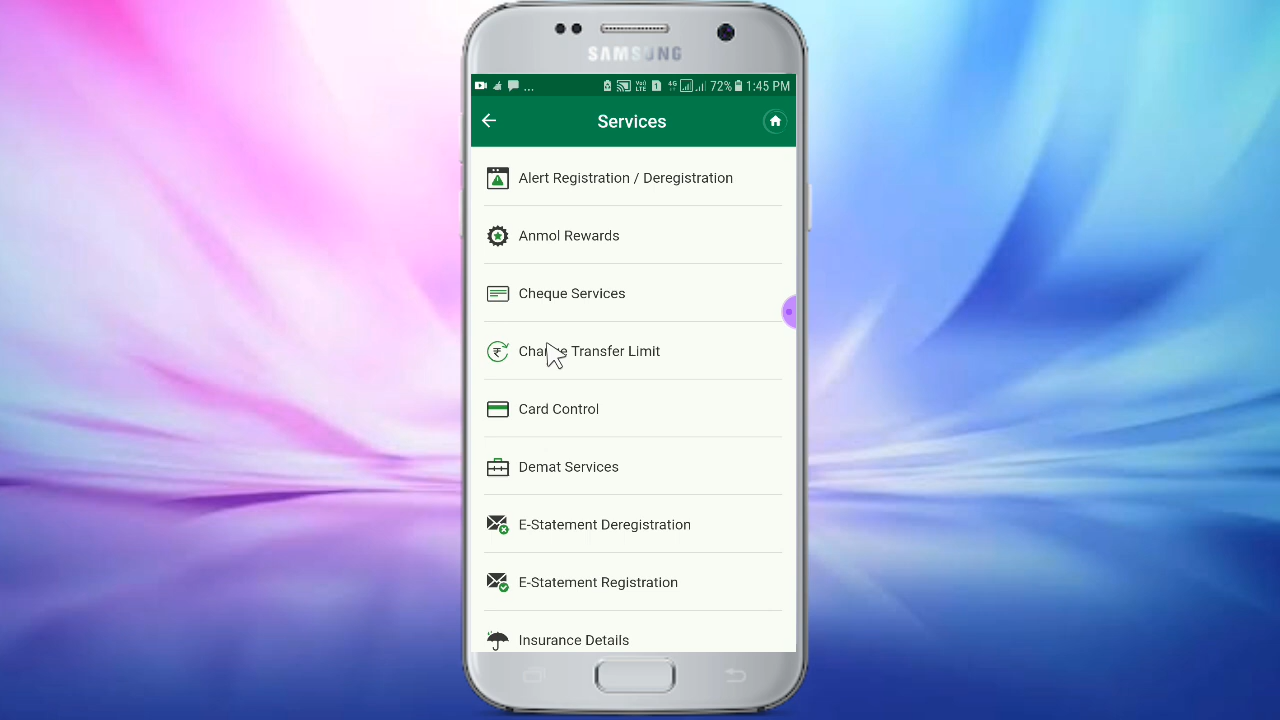 SAMSUNG
... 72% 1:45 PM
Services
Alert Registration / Deregistration
Anmol Rewards
Cheque Services
Transfer Limit
Card Control
Demat Services
E-Statement Deregistration
E-Statement Registration
Insurance Details